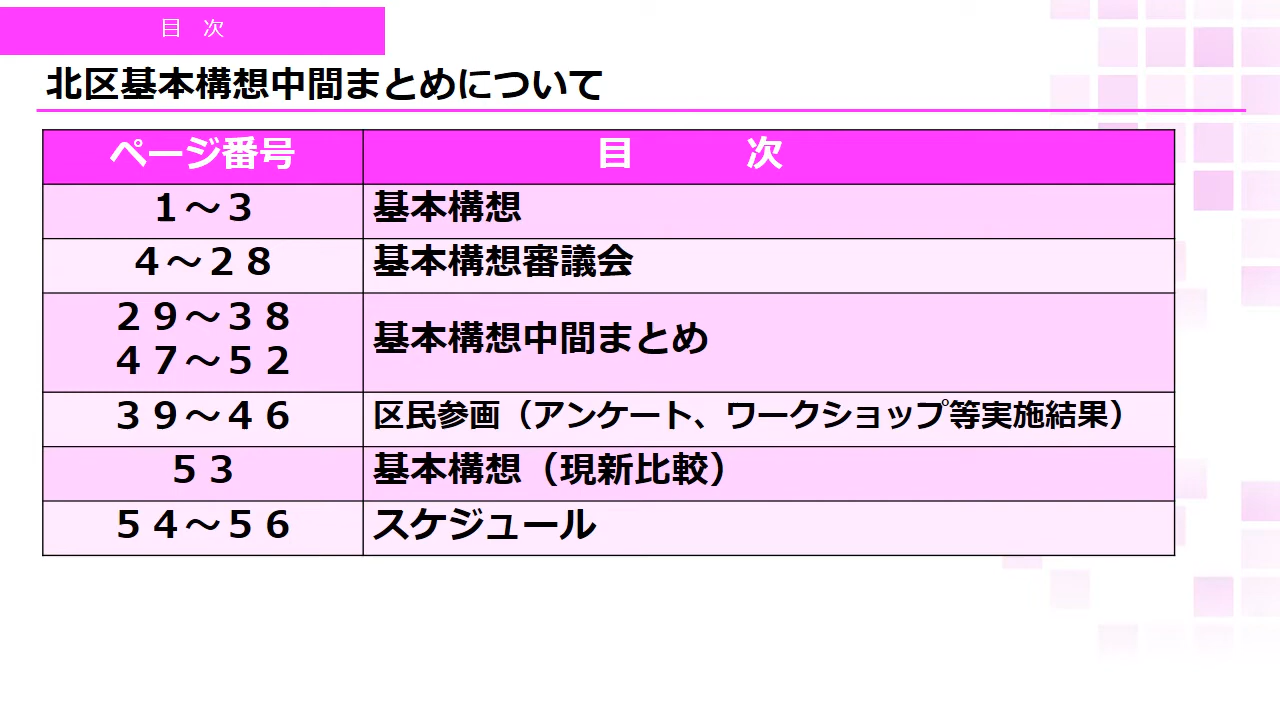 目　次
北区基本構想中間まとめについて
ページ番号　目　　　次
１～３　基本構想
４～２８　基本構想審議会
２９～３８
４７～５２　基本構想中間まとめ
３９～４６　区民参画（アンケート、ワークショップ等実施結果）
５３　基本構想（現新比較）
５４～５６　スケジュール